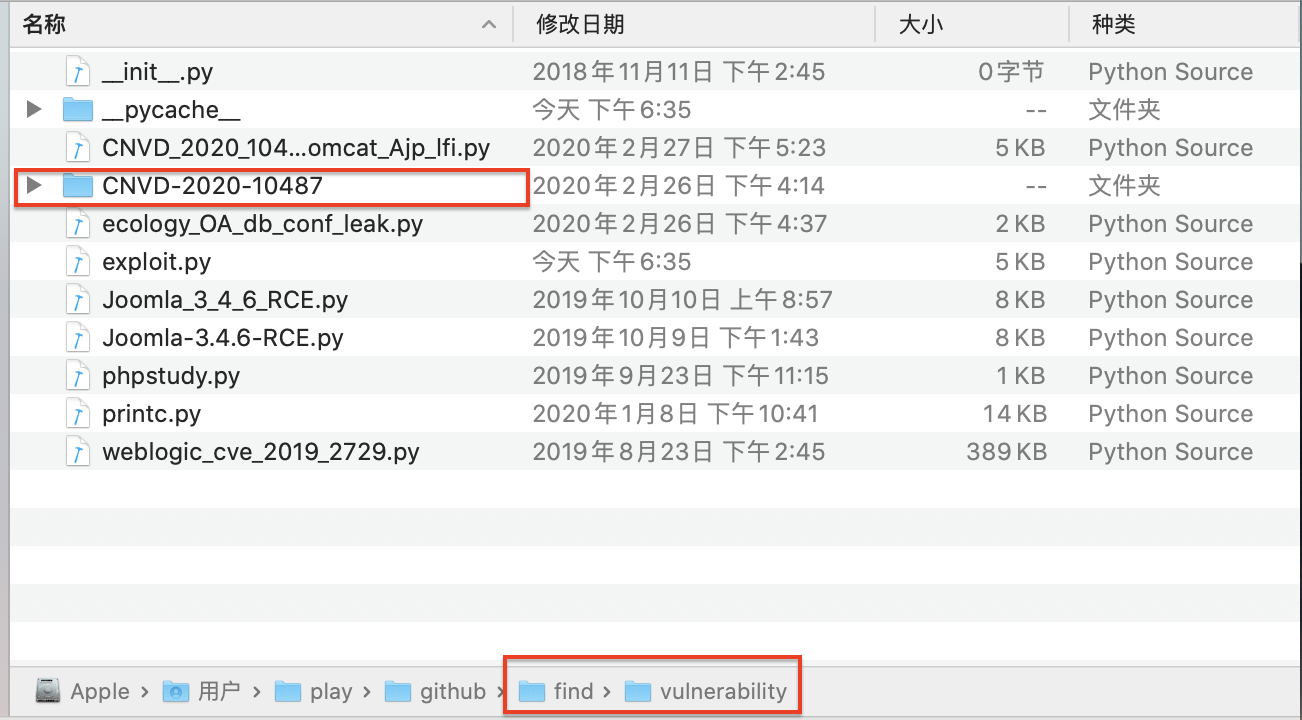 名称 修改日期 大小 种类
__init__.py 2018年11月11日 下午2:45 0字节 Python Source
__pycache__ 今天 下午6:35 -- 文件夹
CNVD_2020_104...omcat_Ajp_lfi.py 2020年2月27日 下午5:23 5 KB Python Source
CNVD-2020-10487 2020年2月26日 下午4:14 -- 文件夹
ecology_OA_db_conf_leak.py 2020年2月26日 下午4:37 2 KB Python Source
exploit.py 今天 下午6:35 5 KB Python Source
Joomla_3_4_6_RCE.py 2019年10月10日 上午8:57 8 KB Python Source
Joomla-3.4.6-RCE.py 2019年10月9日 下午1:43 8 KB Python Source
phpstudy.py 2019年9月23日 下午11:15 1 KB Python Source
printc.py 2020年1月8日 下午10:41 14 KB Python Source
weblogic_cve_2019_2729.py 2019年8月23日 下午2:45 389 KB Python Source
Apple › 用户 › play › github › find › vulnerability